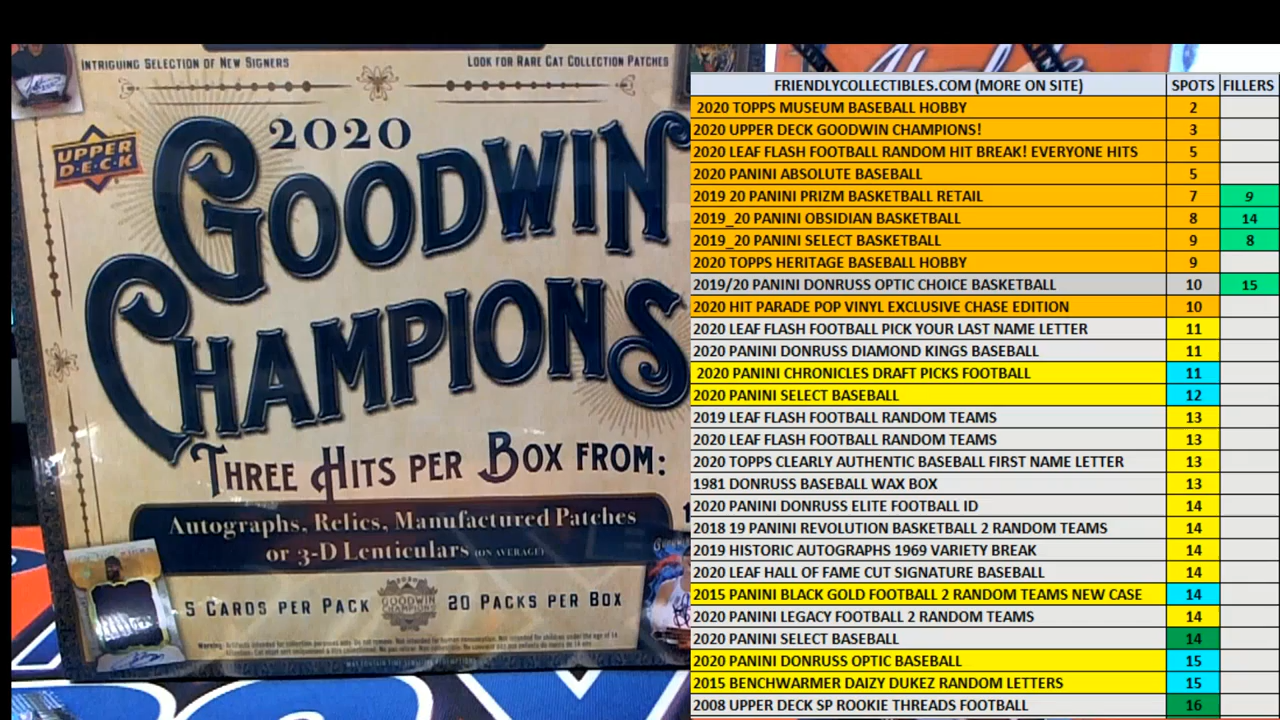 INTRIGUING SELECTION OF NEW SIGNERS
LOOK FOR RARE CAT COLLECTION PATCHES
UPPER
D·E·C·K
2020
GOODWIN
CHAMPIONS
THREE HITS PER BOX FROM:
Autographs, Relics, Manufactured Patches
or 3-D Lenticulars (ON AVERAGE)
5 CARDS PER PACK
2020
GOODWIN
CHAMPIONS
20 PACKS PER BOX
FRIENDLYCOLLECTIBLES.COM (MORE ON SITE) SPOTS FILLERS
2020 TOPPS MUSEUM BASEBALL HOBBY 2
2020 UPPER DECK GOODWIN CHAMPIONS! 3
2020 LEAF FLASH FOOTBALL RANDOM HIT BREAK! EVERYONE HITS 5
2020 PANINI ABSOLUTE BASEBALL 5
2019 20 PANINI PRIZM BASKETBALL RETAIL 7 9
2019_20 PANINI OBSIDIAN BASKETBALL 8 14
2019_20 PANINI SELECT BASKETBALL 9 8
2020 TOPPS HERITAGE BASEBALL HOBBY 9
2019/20 PANINI DONRUSS OPTIC CHOICE BASKETBALL 10 15
2020 HIT PARADE POP VINYL EXCLUSIVE CHASE EDITION 10
2020 LEAF FLASH FOOTBALL PICK YOUR LAST NAME LETTER 11
2020 PANINI DONRUSS DIAMOND KINGS BASEBALL 11
2020 PANINI CHRONICLES DRAFT PICKS FOOTBALL 11
2020 PANINI SELECT BASEBALL 12
2019 LEAF FLASH FOOTBALL RANDOM TEAMS 13
2020 LEAF FLASH FOOTBALL RANDOM TEAMS 13
2020 TOPPS CLEARLY AUTHENTIC BASEBALL FIRST NAME LETTER 13
1981 DONRUSS BASEBALL WAX BOX 13
2020 PANINI DONRUSS ELITE FOOTBALL ID 14
2018 19 PANINI REVOLUTION BASKETBALL 2 RANDOM TEAMS 14
2019 HISTORIC AUTOGRAPHS 1969 VARIETY BREAK 14
2020 LEAF HALL OF FAME CUT SIGNATURE BASEBALL 14
2015 PANINI BLACK GOLD FOOTBALL 2 RANDOM TEAMS NEW CASE 14
2020 PANINI LEGACY FOOTBALL 2 RANDOM TEAMS 14
2020 PANINI SELECT BASEBALL 14
2020 PANINI DONRUSS OPTIC BASEBALL 15
2015 BENCHWARMER DAIZY DUKEZ RANDOM LETTERS 15
2008 UPPER DECK SP ROOKIE THREADS FOOTBALL 16